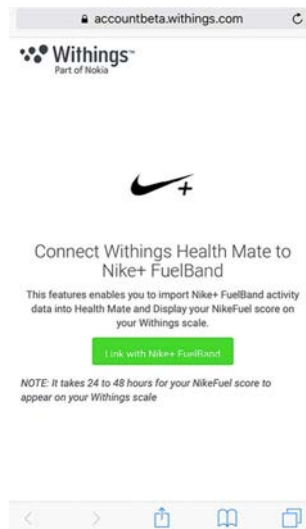 accountbeta.withings.com
Withings™
Part of Nokia
+
Connect Withings Health Mate to
Nike+ FuelBand
This features enables you to import Nike+ FuelBand activity
data into Health Mate and Display your NikeFuel score on
your Withings scale.
Link with Nike+ FuelBand
NOTE: It takes 24 to 48 hours for your NikeFuel score to
appear on your Withings scale